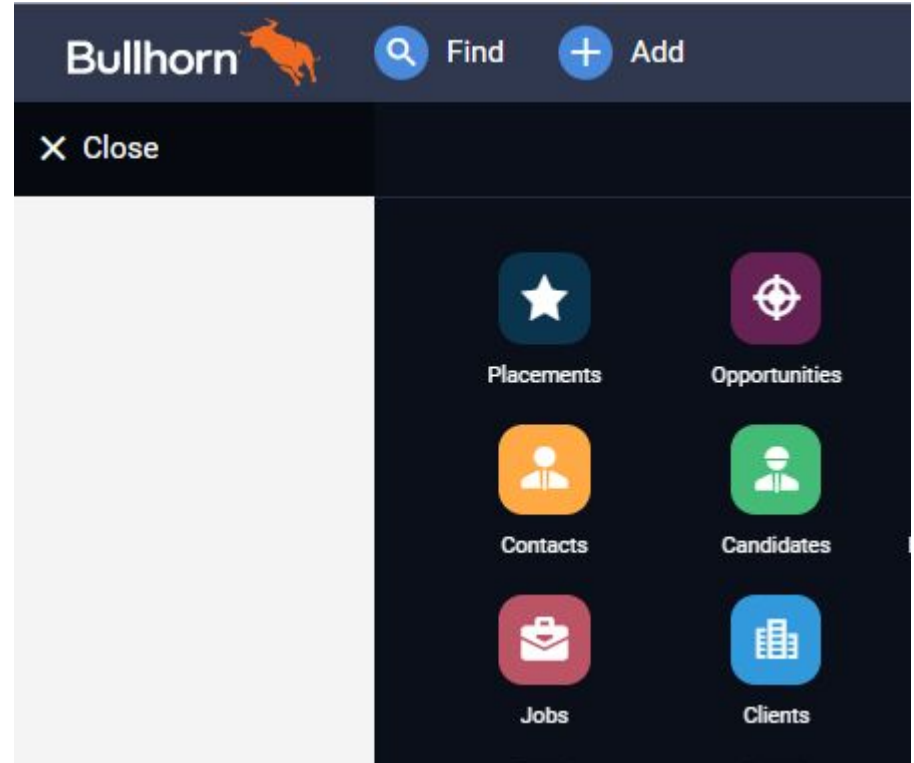 Bullhorn Find Add
Close
Placements Opportunities
Contacts Candidates
Jobs Clients